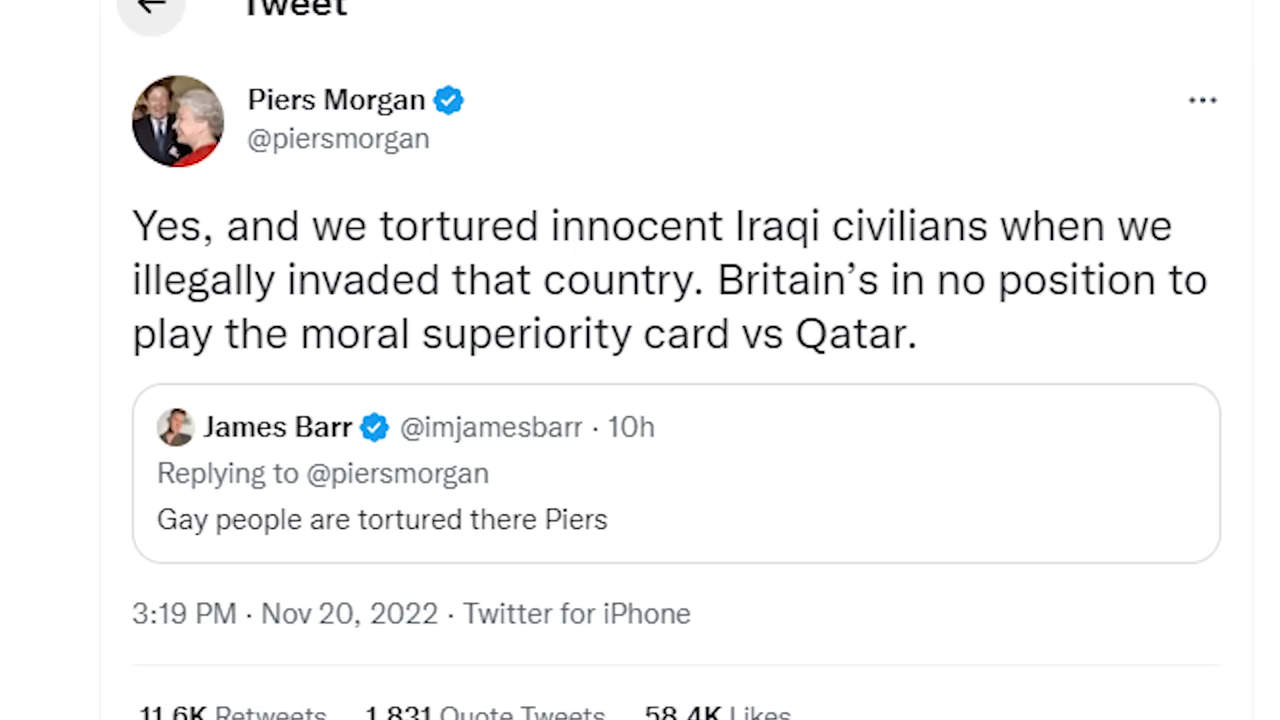 Tweet
Piers Morgan
@piersmorgan
Yes, and we tortured innocent Iraqi civilians when we
illegally invaded that country. Britain’s in no position to
play the moral superiority card vs Qatar.
James Barr @imjamesbarr · 10h
Replying to @piersmorgan
Gay people are tortured there Piers
3:19 PM · Nov 20, 2022 · Twitter for iPhone
11.6K Retweets 1,831 Quote Tweets 58.4K Likes